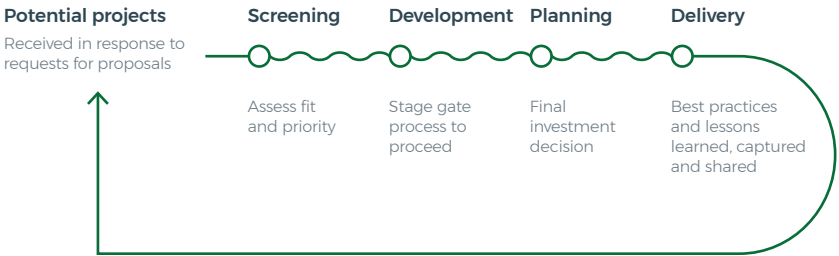 Potential projects
Received in response to
requests for proposals
Screening
Assess fit
and priority
Development
Stage gate
process to
proceed
Planning
Final
investment
decision
Delivery
Best practices
and lessons
learned, captured
and shared